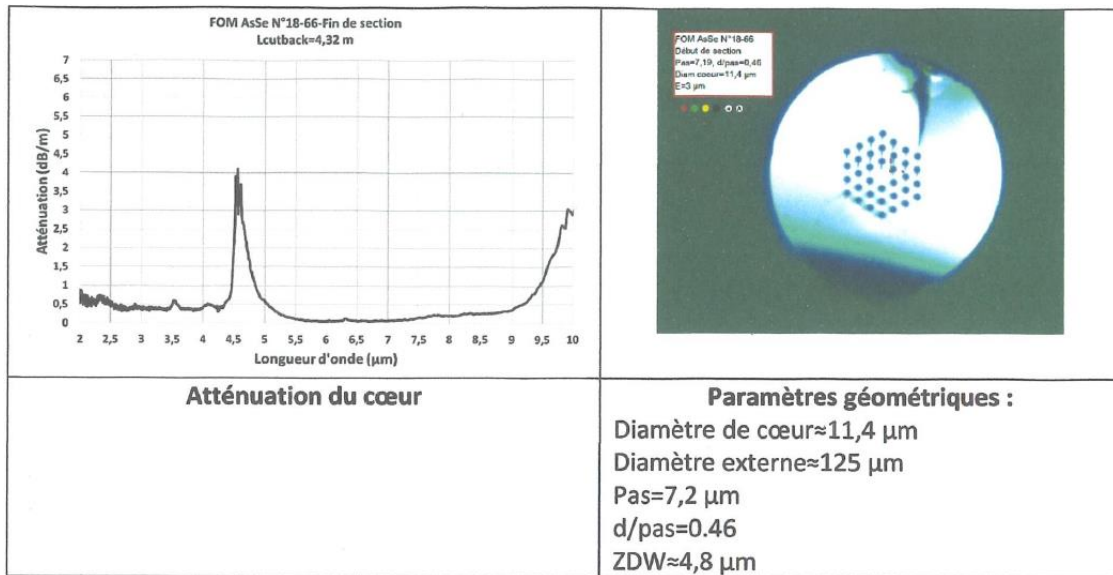 FOM AsSe N°18-66-Fin de section
Lcutback=4,32 m
Atténuation (dB/m)
7
6,5
6
5,5
5
4,5
4
3,5
3
2,5
2
1,5
1
0,5
0
2 2,5 3 3,5 4 4,5 5 5,5 6 6,5 7 7,5 8 8,5 9 9,5 10
Longueur d'onde (µm)
FOM AsSe N°18-66
Début de section
Pas=7,19, d/pas=0,46
Diam coeur=11,4 µm
E=3 µm
Atténuation du cœur
Paramètres géométriques :
Diamètre de cœur≈11,4 µm
Diamètre externe≈125 µm
Pas=7,2 µm
d/pas=0.46
ZDW≈4,8 µm